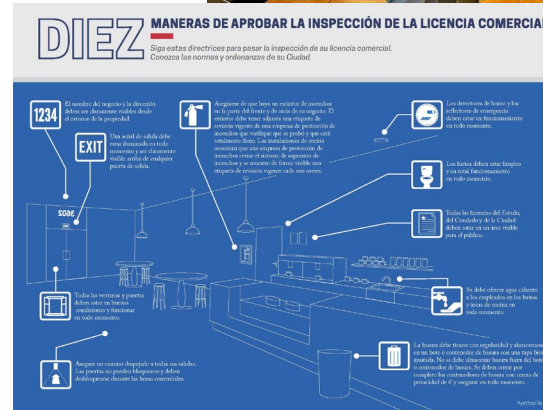 DIEZ
MANERAS DE APROBAR LA INSPECCIÓN DE LA LICENCIA COMERCIAL
Siga estas directrices para pasar la inspección de su licencia comercial.
Conozca las normas y ordenanzas de su Ciudad.
1234
El nombre del negocio y la dirección
deben ser claramente visibles desde
el exterior de la propiedad.
EXIT
Una señal de salida debe
estar iluminada en todo
momento y ser claramente
visible arriba de cualquier
puerta de salida.
Asegúrese de que haya un extintor de incendios
en la parte del frente y de atrás de su negocio. El
extintor debe tener adjunta una etiqueta de
revisión vigente de una empresa de protección de
incendios que verifique que se probó y que está
totalmente lleno. Las instalaciones de cocina
necesitan que una empresa de protección de
incendios revise el sistema de supresión de
incendios y se muestre de forma visible una
etiqueta de revisión vigente cada seis meses.
Los detectores de humo y los
reflectores de emergencia
deben estar en funcionamiento
en todo momento.
Los baños deben estar limpios
y en total funcionamiento
en todo momento.
Todas las licencias del Estado,
del Condado y de la Ciudad
deben estar en un área visible
para el público.
3602
Todas las ventanas y puertas
deben estar en buenas
condiciones y funcionar
en todo momento.
Se debe ofrecer agua caliente
a los empleados en los baños
y áreas de cocina en
todo momento.
Asegure un camino despejado a todas sus salidas.
Las puertas no pueden bloquearse y deben
desbloquearse durante las horas comerciales.
La basura debe tirarse con regularidad y almacenarse
en un bote o contenedor de basura con una tapa bien
ajustada. No se debe almacenar basura fuera del bote
o contenedor de basura. Se deben cerrar por
completo los contenedores de basura con cercas de
privacidad de 6' y asegurar en todo momento.